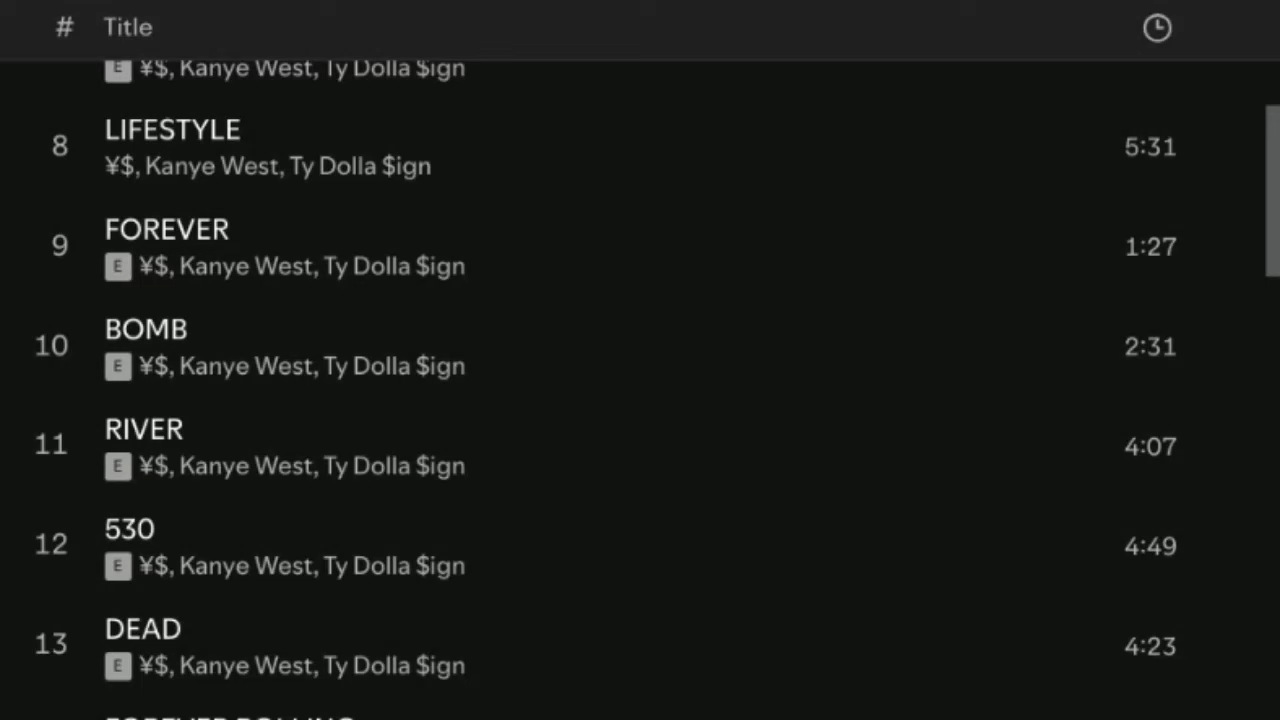 # Title
E ¥$, Kanye West, Ty Dolla $ign
8
LIFESTYLE
¥$, Kanye West, Ty Dolla $ign
5:31
9
FOREVER
E ¥$, Kanye West, Ty Dolla $ign
1:27
10
BOMB
E ¥$, Kanye West, Ty Dolla $ign
2:31
11
RIVER
E ¥$, Kanye West, Ty Dolla $ign
4:07
12
530
E ¥$, Kanye West, Ty Dolla $ign
4:49
13
DEAD
E ¥$, Kanye West, Ty Dolla $ign
4:23
FOREVER ROLLING